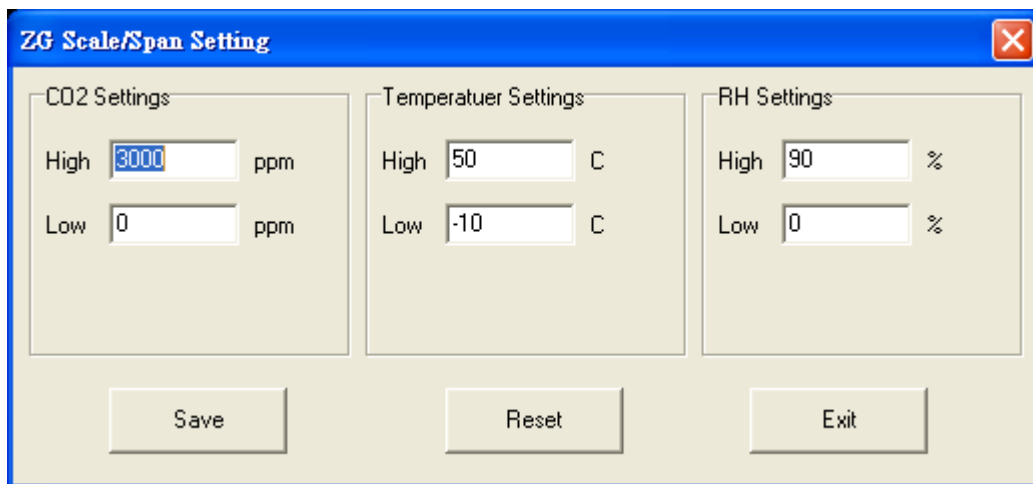 ZG Scale/Span Setting
CO2 Settings
High 3000 ppm
Low 0 ppm
Temperatuer Settings
High 50 C
Low -10 C
RH Settings
High 90 %
Low 0 %
Save
Reset
Exit